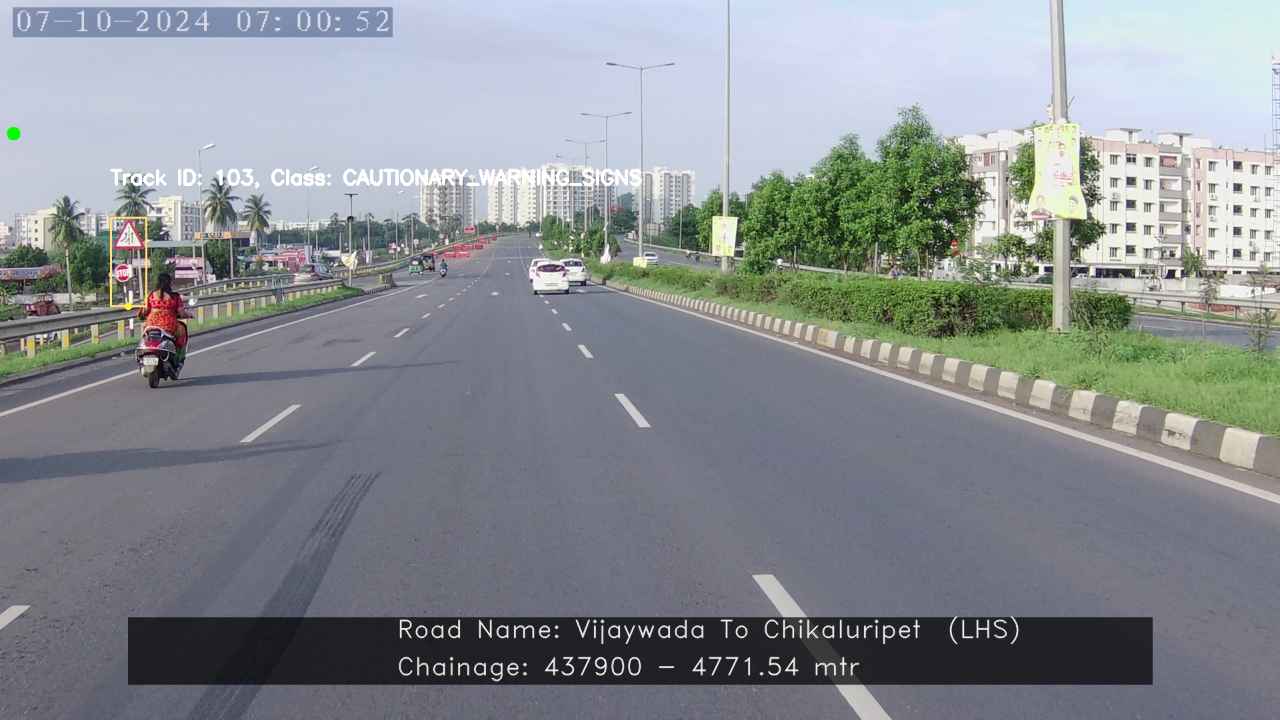 07-10-2024 07:00:52
Track ID: 103, Class: CAUTIONARY_WARNING_SIGNS
STOP
Road Name: Vijaywada To Chikaluripet (LHS)
Chainage: 437900 - 4771.54 mtr